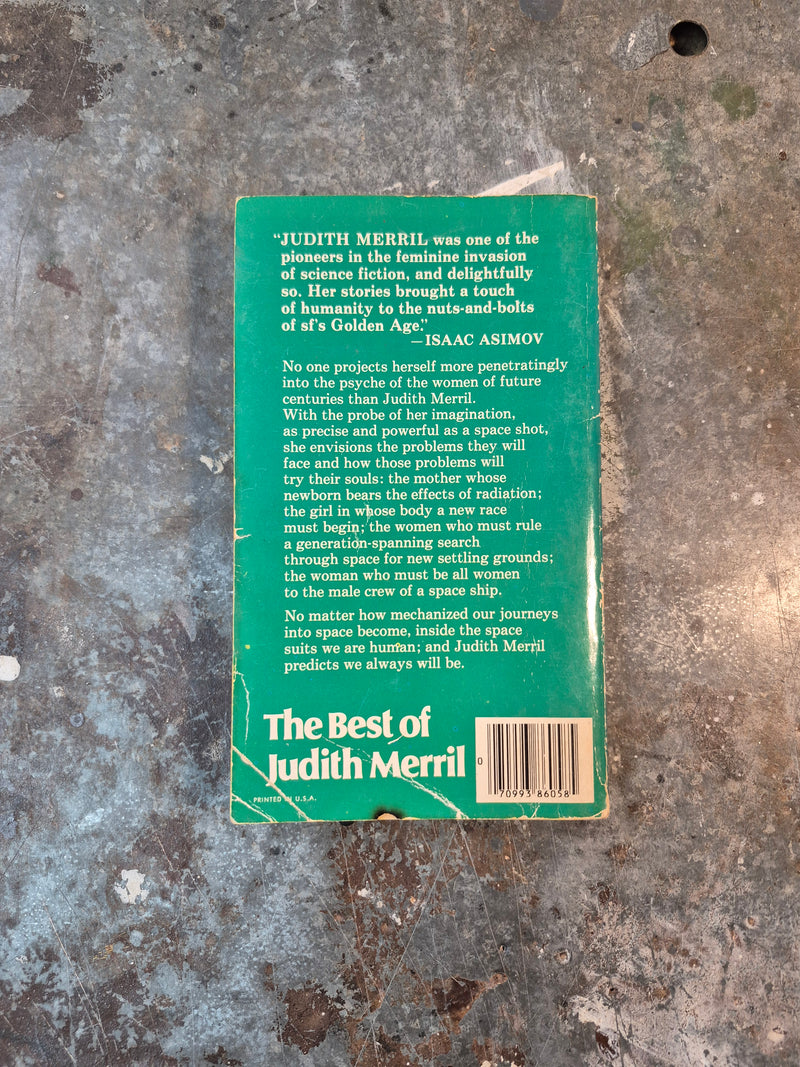 “JUDITH MERRIL was one of the
pioneers in the feminine invasion
of science fiction, and delightfully
so. Her stories brought a touch
of humanity to the nuts-and-bolts
of sf's Golden Age.”
—ISAAC ASIMOV
No one projects herself more penetratingly
into the psyche of the women of future
centuries than Judith Merril.
With the probe of her imagination,
as precise and powerful as a space shot,
she envisions the problems they will
face and how those problems will
try their souls: the mother whose
newborn bears the effects of radiation;
the girl in whose body a new race
must begin; the women who must rule
a generation-spanning search
through space for new settling grounds;
the woman who must be all women
to the male crew of a space ship.
No matter how mechanized our journeys
into space become, inside the space
suits we are human; and Judith Merril
predicts we always will be.
The Best of
Judith Merril
PRINTED IN U.S.A.
0 70993 86058